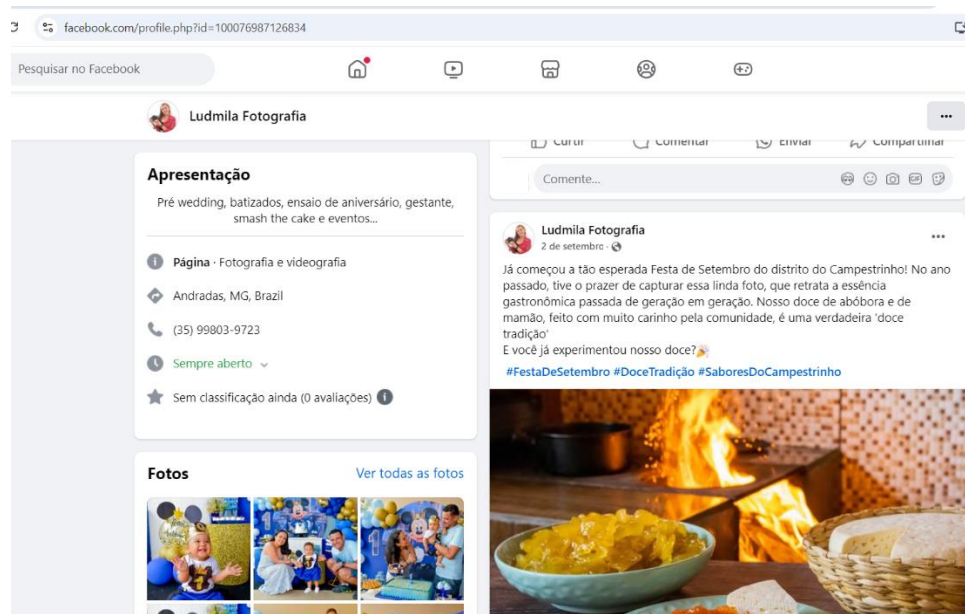 facebook.com/profile.php?id=100076987126834
Pesquisar no Facebook
Ludmila Fotografia
Apresentação
Pré wedding, batizados, ensaio de aniversário, gestante,
smash the cake e eventos...
Página · Fotografia e videografia
Andradas, MG, Brazil
(35) 99803-9723
Sempre aberto
Sem classificação ainda (0 avaliações)
Fotos
Ver todas as fotos
Curtir
Comentar
Enviar
Compartilhar
Comente...
GIF
Ludmila Fotografia
2 de setembro ·
Já começou a tão esperada Festa de Setembro do distrito do Campestrinho! No ano
passado, tive o prazer de capturar essa linda foto, que retrata a essência
gastronômica passada de geração em geração. Nosso doce de abóbora e de
mamão, feito com muito carinho pela comunidade, é uma verdadeira 'doce
tradição'
E você já experimentou nosso doce?🎉
#FestaDeSetembro #DoceTradição #SaboresDoCampestrinho